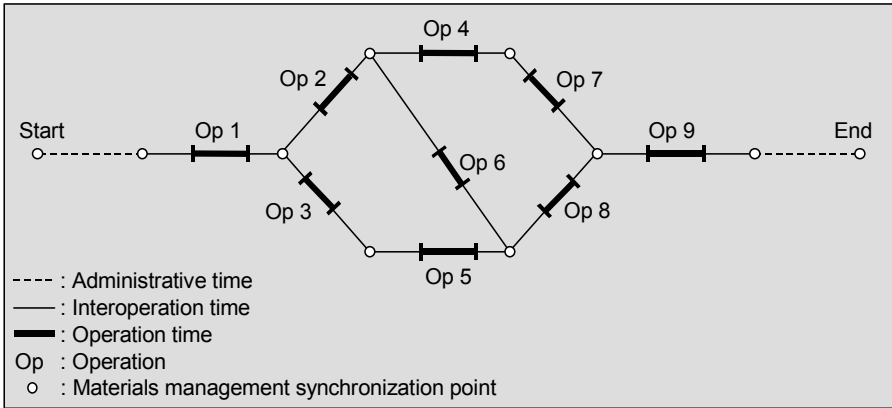 Op 4
Op 2
Op 7
Start
Op 1
Op 9
End
Op 6
Op 3
Op 8
Op 5
: Administrative time
: Interoperation time
: Operation time
Op : Operation
: Materials management synchronization point